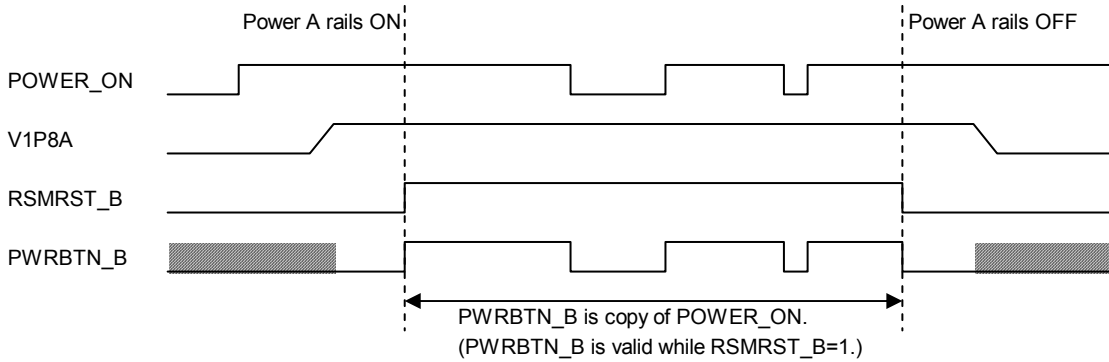 Power A rails ON
Power A rails OFF
POWER_ON
V1P8A
RSMRST_B
PWRBTN_B
PWRBTN_B is copy of POWER_ON.
(PWRBTN_B is valid while RSMRST_B=1.)